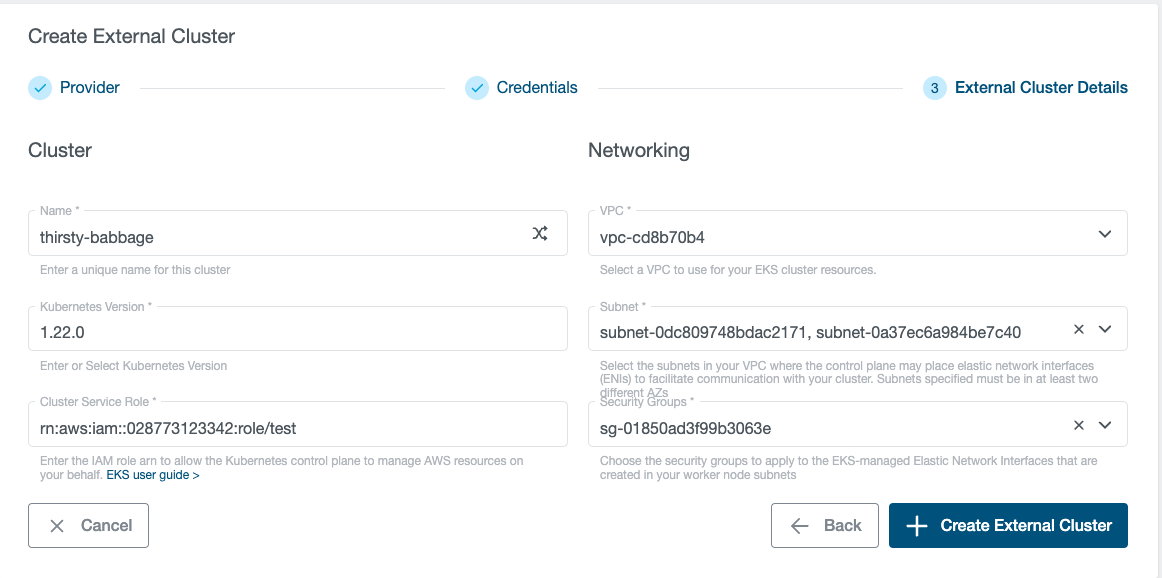 Create External Cluster
Provider
Credentials
3 External Cluster Details
Cluster
Name *
thirsty-babbage
Enter a unique name for this cluster
Kubernetes Version *
1.22.0
Enter or Select Kubernetes Version
Cluster Service Role *
rn:aws:iam::028773123342:role/test
Enter the IAM role arn to allow the Kubernetes control plane to manage AWS resources on
your behalf. EKS user guide >
Networking
VPC *
vpc-cd8b70b4
Select a VPC to use for your EKS cluster resources.
Subnet *
subnet-0dc809748bdac2171, subnet-0a37ec6a984be7c40
Select the subnets in your VPC where the control plane may place elastic network interfaces
(ENIs) to facilitate communication with your cluster. Subnets specified must be in at least two
different AZs
Security Groups *
sg-01850ad3f99b3063e
Choose the security groups to apply to the EKS-managed Elastic Network Interfaces that are
created in your worker node subnets
Cancel
Back
Create External Cluster